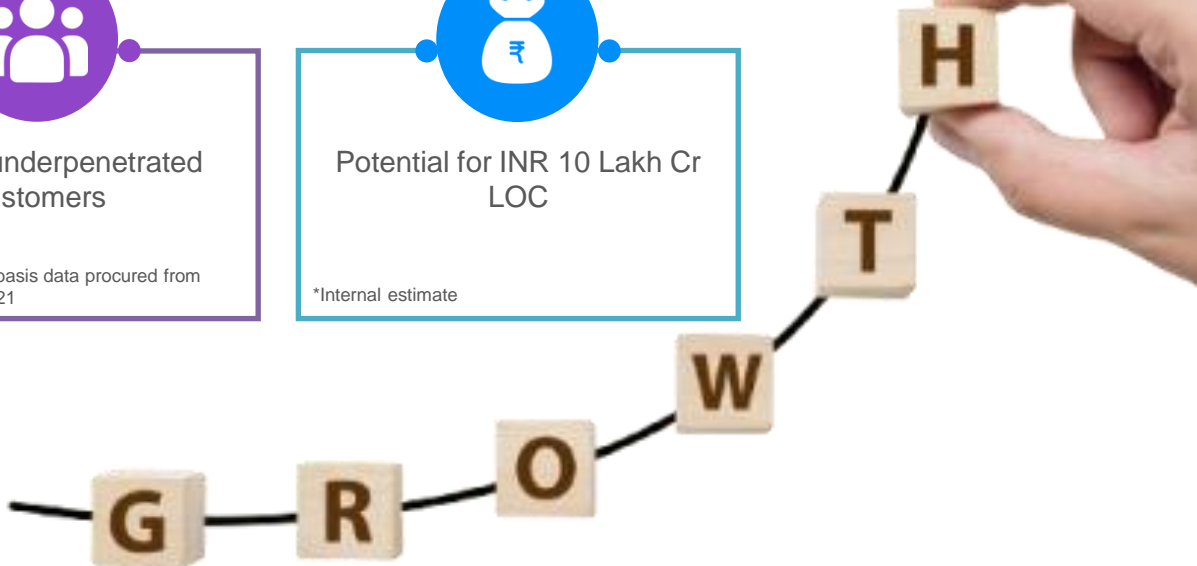 underpenetrated
stomers
basis data procured from
21
₹
Potential for INR 10 Lakh Cr
LOC
*Internal estimate
H
T
W
O
R
G